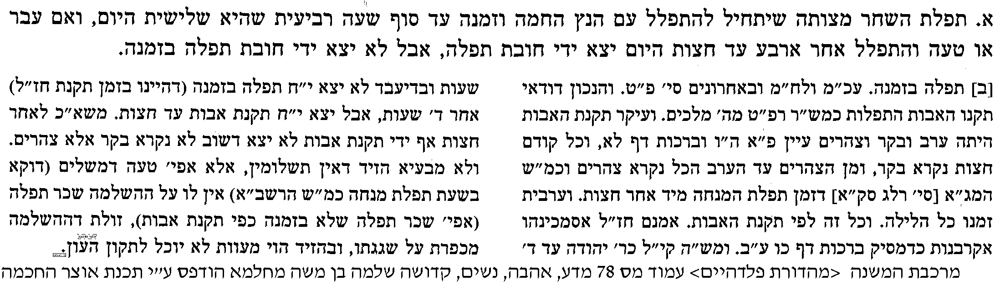 א. תפלת השחר מצותה שיתחיל להתפלל עם הנץ החמה וזמנה עד סוף שעה רביעית שהיא שלישית היום, ואם עבר
או טעה והתפלל אחר ארבע עד חצות היום יצא ידי חובת תפלה, אבל לא יצא ידי חובת תפלה בזמנה.
[ב] תפלה בזמנה. עכ״מ ולח״מ ובאחרונים סי׳ פ״ט. והנכון דודאי
תקנו האבות התפלות כמש״ר רפ״ט מה׳ מלכים. ועיקר תקנת האבות
היתה ערב ובקר וצהרים עיין פ״א ה״ו וברכות דף לא, וכל קודם
חצות נקרא בקר, ומן הצהרים עד הערב הכל נקרא צהרים וכמ״ש
המג״א [סי׳ רלג סק״א] דזמן תפלת המנחה מיד אחר חצות. וערבית
זמנו כל הלילה. וכל זה לפי תקנת האבות. אמנם חז״ל אסמכינהו
אקרבנות כדמסיק ברכות דף כו ע״ב. ומש״ה קי״ל כר׳ יהודה עד ד׳
שעות ובדיעבד לא יצא י״ח תפלה בזמנה (דהיינו בזמן תקנת חז״ל)
אחר ד׳ שעות, אבל יצא י״ח תקנת אבות עד חצות. משא״כ לאחר
חצות אף ידי תקנת אבות לא יצא דשוב לא נקרא בקר אלא צהרים.
ולא מבעיא הזיד דאין תשלומין, אלא אפי׳ טעה דמשלים (דוקא
בשעת תפלת מנחה כמ״ש הרשב״א) אין לו על ההשלמה שכר תפלה
(אפי׳ שכר תפלה שלא בזמנה כפי תקנת אבות), זולת דההשלמה
מכפרת על שגגתו, ובהזיד הוי מעוות לא יוכל לתקון העון.
אוצר החכמה
מרכבת המשנה <מהדורת פלדהיים> עמוד מס 78 מדע, אהבה, נשים, קדושה שלמה בן משה מחלמא הודפס ע״י תכנת אוצר החכמה